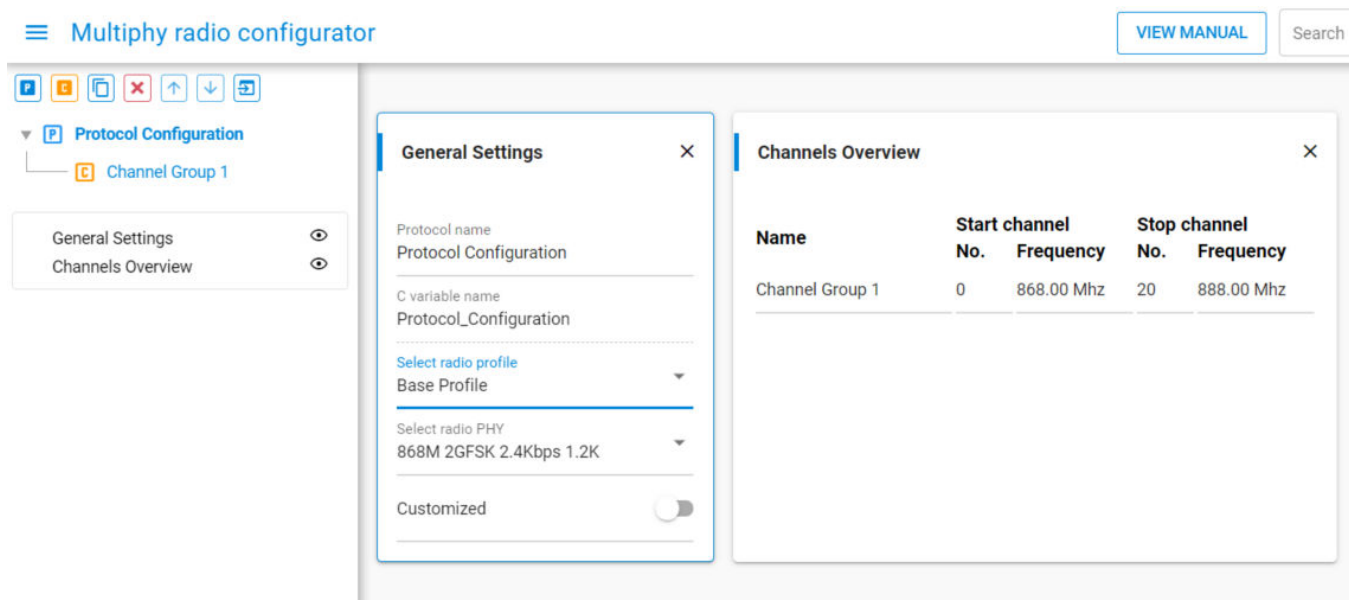 Multiphy radio configurator
VIEW MANUAL
Search
P
C
P Protocol Configuration
C Channel Group 1
General Settings
Channels Overview
General Settings
Protocol name
Protocol Configuration
C variable name
Protocol_Configuration
Select radio profile
Base Profile
Select radio PHY
868M 2GFSK 2.4Kbps 1.2K
Customized
Channels Overview
Name Start channel Stop channel
No. Frequency No. Frequency
Channel Group 1 0 868.00 Mhz 20 888.00 Mhz